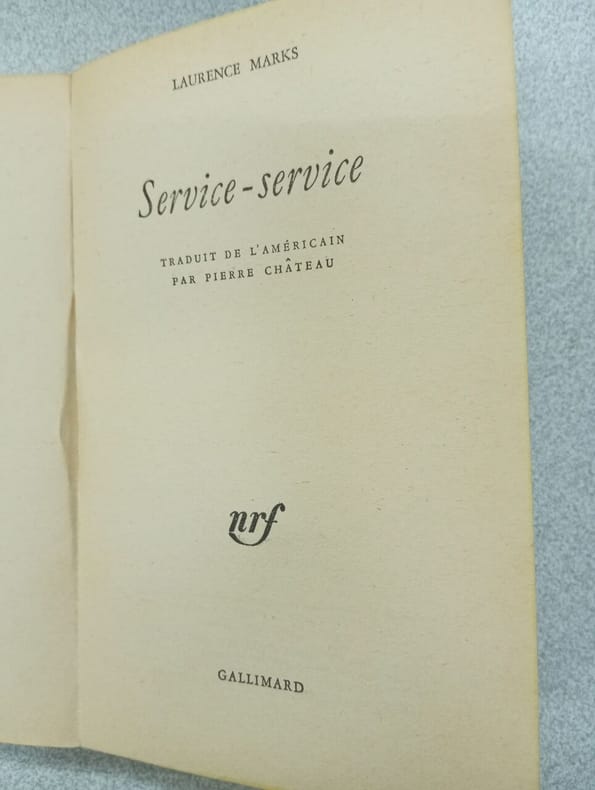 LAURENCE MARKS
Service-service
TRADUIT DE L'AMÉRICAIN
PAR PIERRE CHÂTEAU
nrf
GALLIMARD